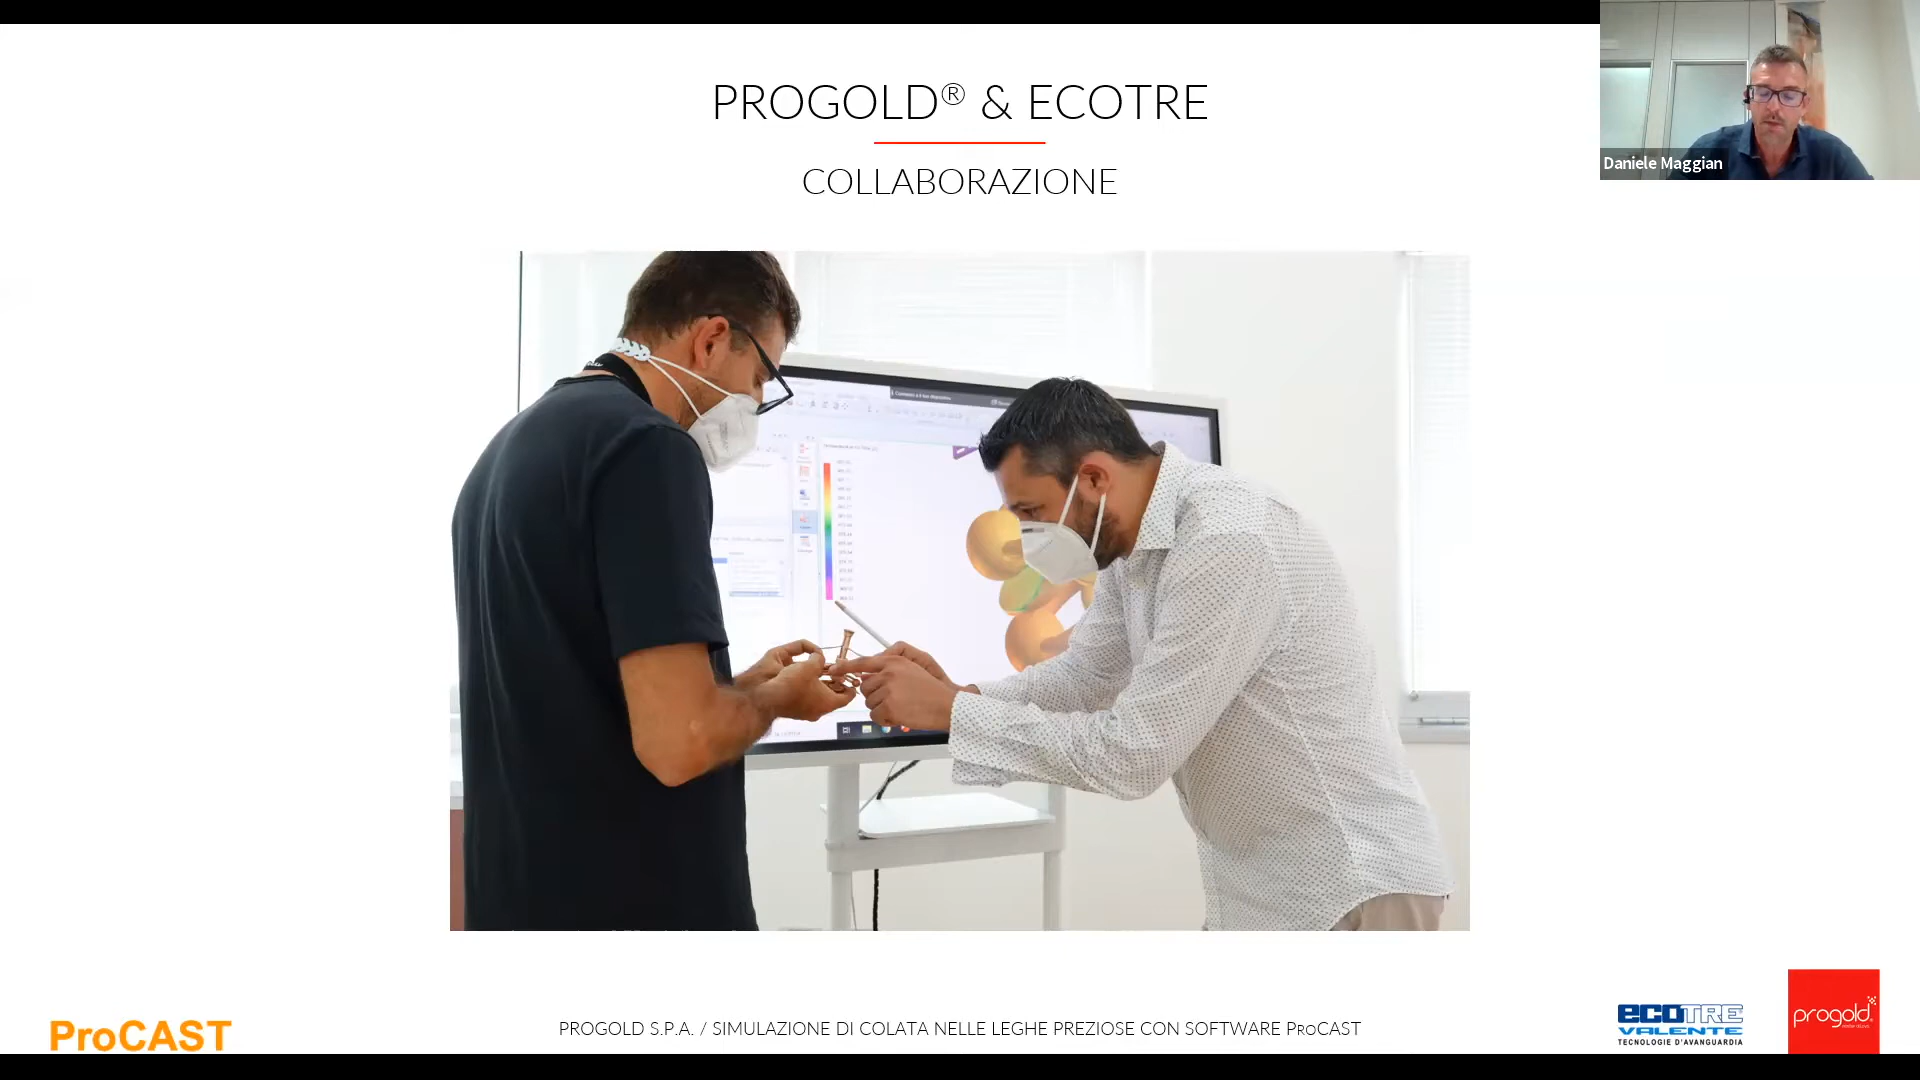 PROGOLD® & ECOTRE
COLLABORAZIONE
Daniele Maggian
ProCAST
PROGOLD S.P.A. / SIMULAZIONE DI COLATA NELLE LEGHE PREZIOSE CON SOFTWARE PROCAST
ECOTRE
VALENTE
TECNOLOGIE D'AVANGUARDIA
progold